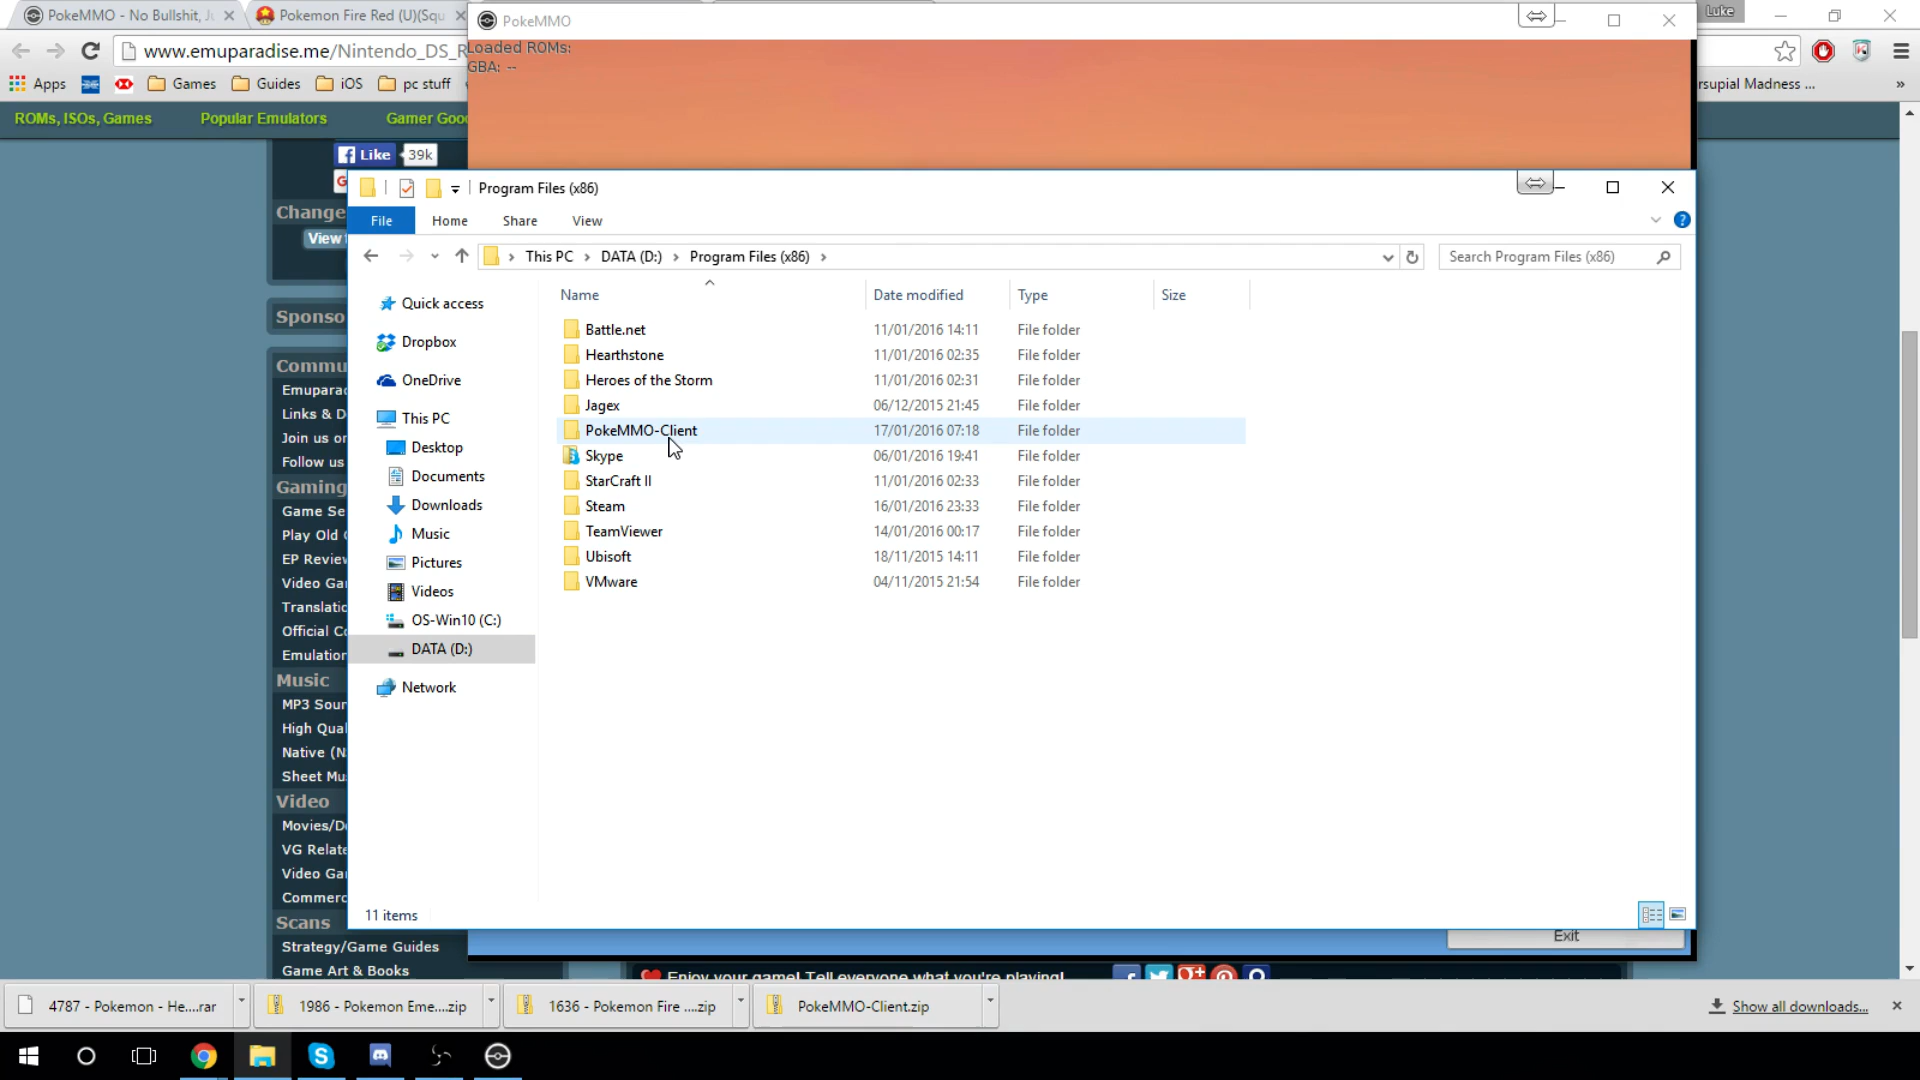 PokeMMO - No Bullshit, Ju
Pokemon Fire Red (U)(Squ
PokeMMO
Luke
www.emuparadise.me/Nintendo_DS_R
Loaded ROMs:
GBA: --
Apps
Games
Guides
iOS
pc stuff
rsupial Madness ...
»
ROMs, ISOs, Games
Popular Emulators
Gamer Goo
Like
39k
Program Files (x86)
Change
File
Home
Share
View
View
This PC
DATA (D:)
Program Files (x86)
Search Program Files (x86)
Name
Date modified
Type
Size
Quick access
Dropbox
OneDrive
This PC
Desktop
Documents
Downloads
Music
Pictures
Videos
OS-Win10 (C:)
DATA (D:)
Network
Battle.net 11/01/2016 14:11 File folder
Hearthstone 11/01/2016 02:35 File folder
Heroes of the Storm 11/01/2016 02:31 File folder
Jagex 06/12/2015 21:45 File folder
PokeMMO-Client 17/01/2016 07:18 File folder
Skype 06/01/2016 19:41 File folder
StarCraft II 11/01/2016 02:33 File folder
Steam 16/01/2016 23:33 File folder
TeamViewer 14/01/2016 00:17 File folder
Ubisoft 18/11/2015 14:11 File folder
VMware 04/11/2015 21:54 File folder
11 items
Sponso
Commu
Emuparad
Links & D
Join us o
Follow us
Gaming
Game Se
Play Old
EP Review
Video Ga
Translatio
Official Co
Emulation
Music
MP3 Soun
High Qual
Native (N
Sheet Mus
Video
Movies/D
VG Relate
Video Ga
Commerc
Scans
Strategy/Game Guides
Game Art & Books
Exit
Enjoy your game! Tell everyone what you're playing!
4787 - Pokemon - He....rar
1986 - Pokemon Eme....zip
1636 - Pokemon Fire ....zip
PokeMMO-Client.zip
Show all downloads...